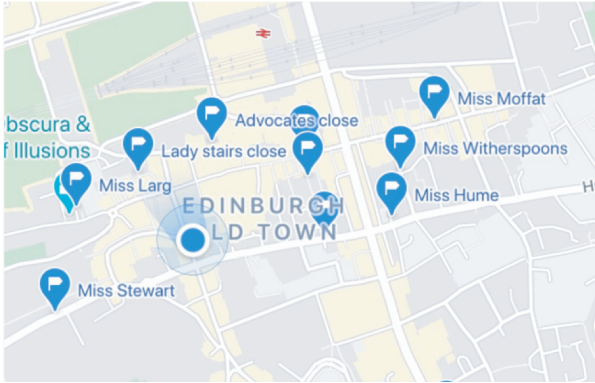 Miss Moffat
bscura &
Advocates close
f Illusions
Lady stairs close
Miss Witherspoons
Miss Larg
Miss Hume
H
EDINBURGH
LD TOWN
Miss Stewart